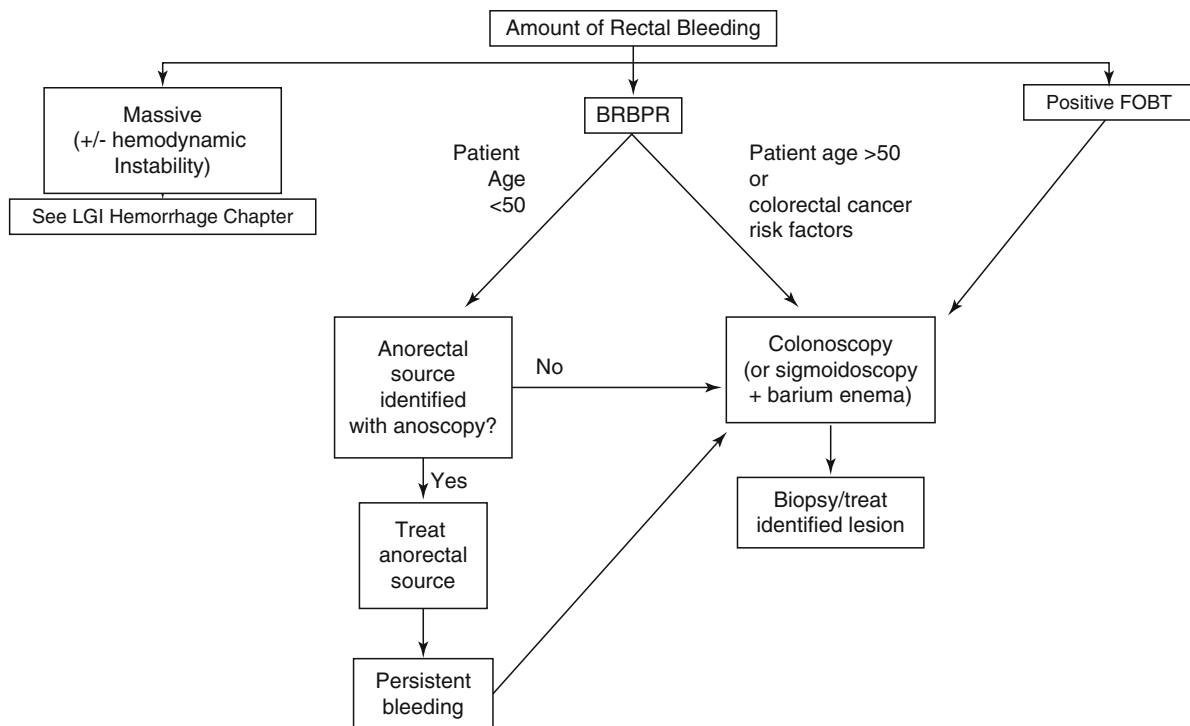 Amount of Rectal Bleeding
Massive
(+/- hemodynamic
Instability)
See LGI Hemorrhage Chapter
BRBPR
Positive FOBT
Patient
Age
<50
Patient age >50
or
colorectal cancer
risk factors
Anorectal
source
identified
with anoscopy?
No
Colonoscopy
(or sigmoidoscopy
+ barium enema)
Yes
Treat
anorectal
source
Biopsy/treat
identified lesion
Persistent
bleeding